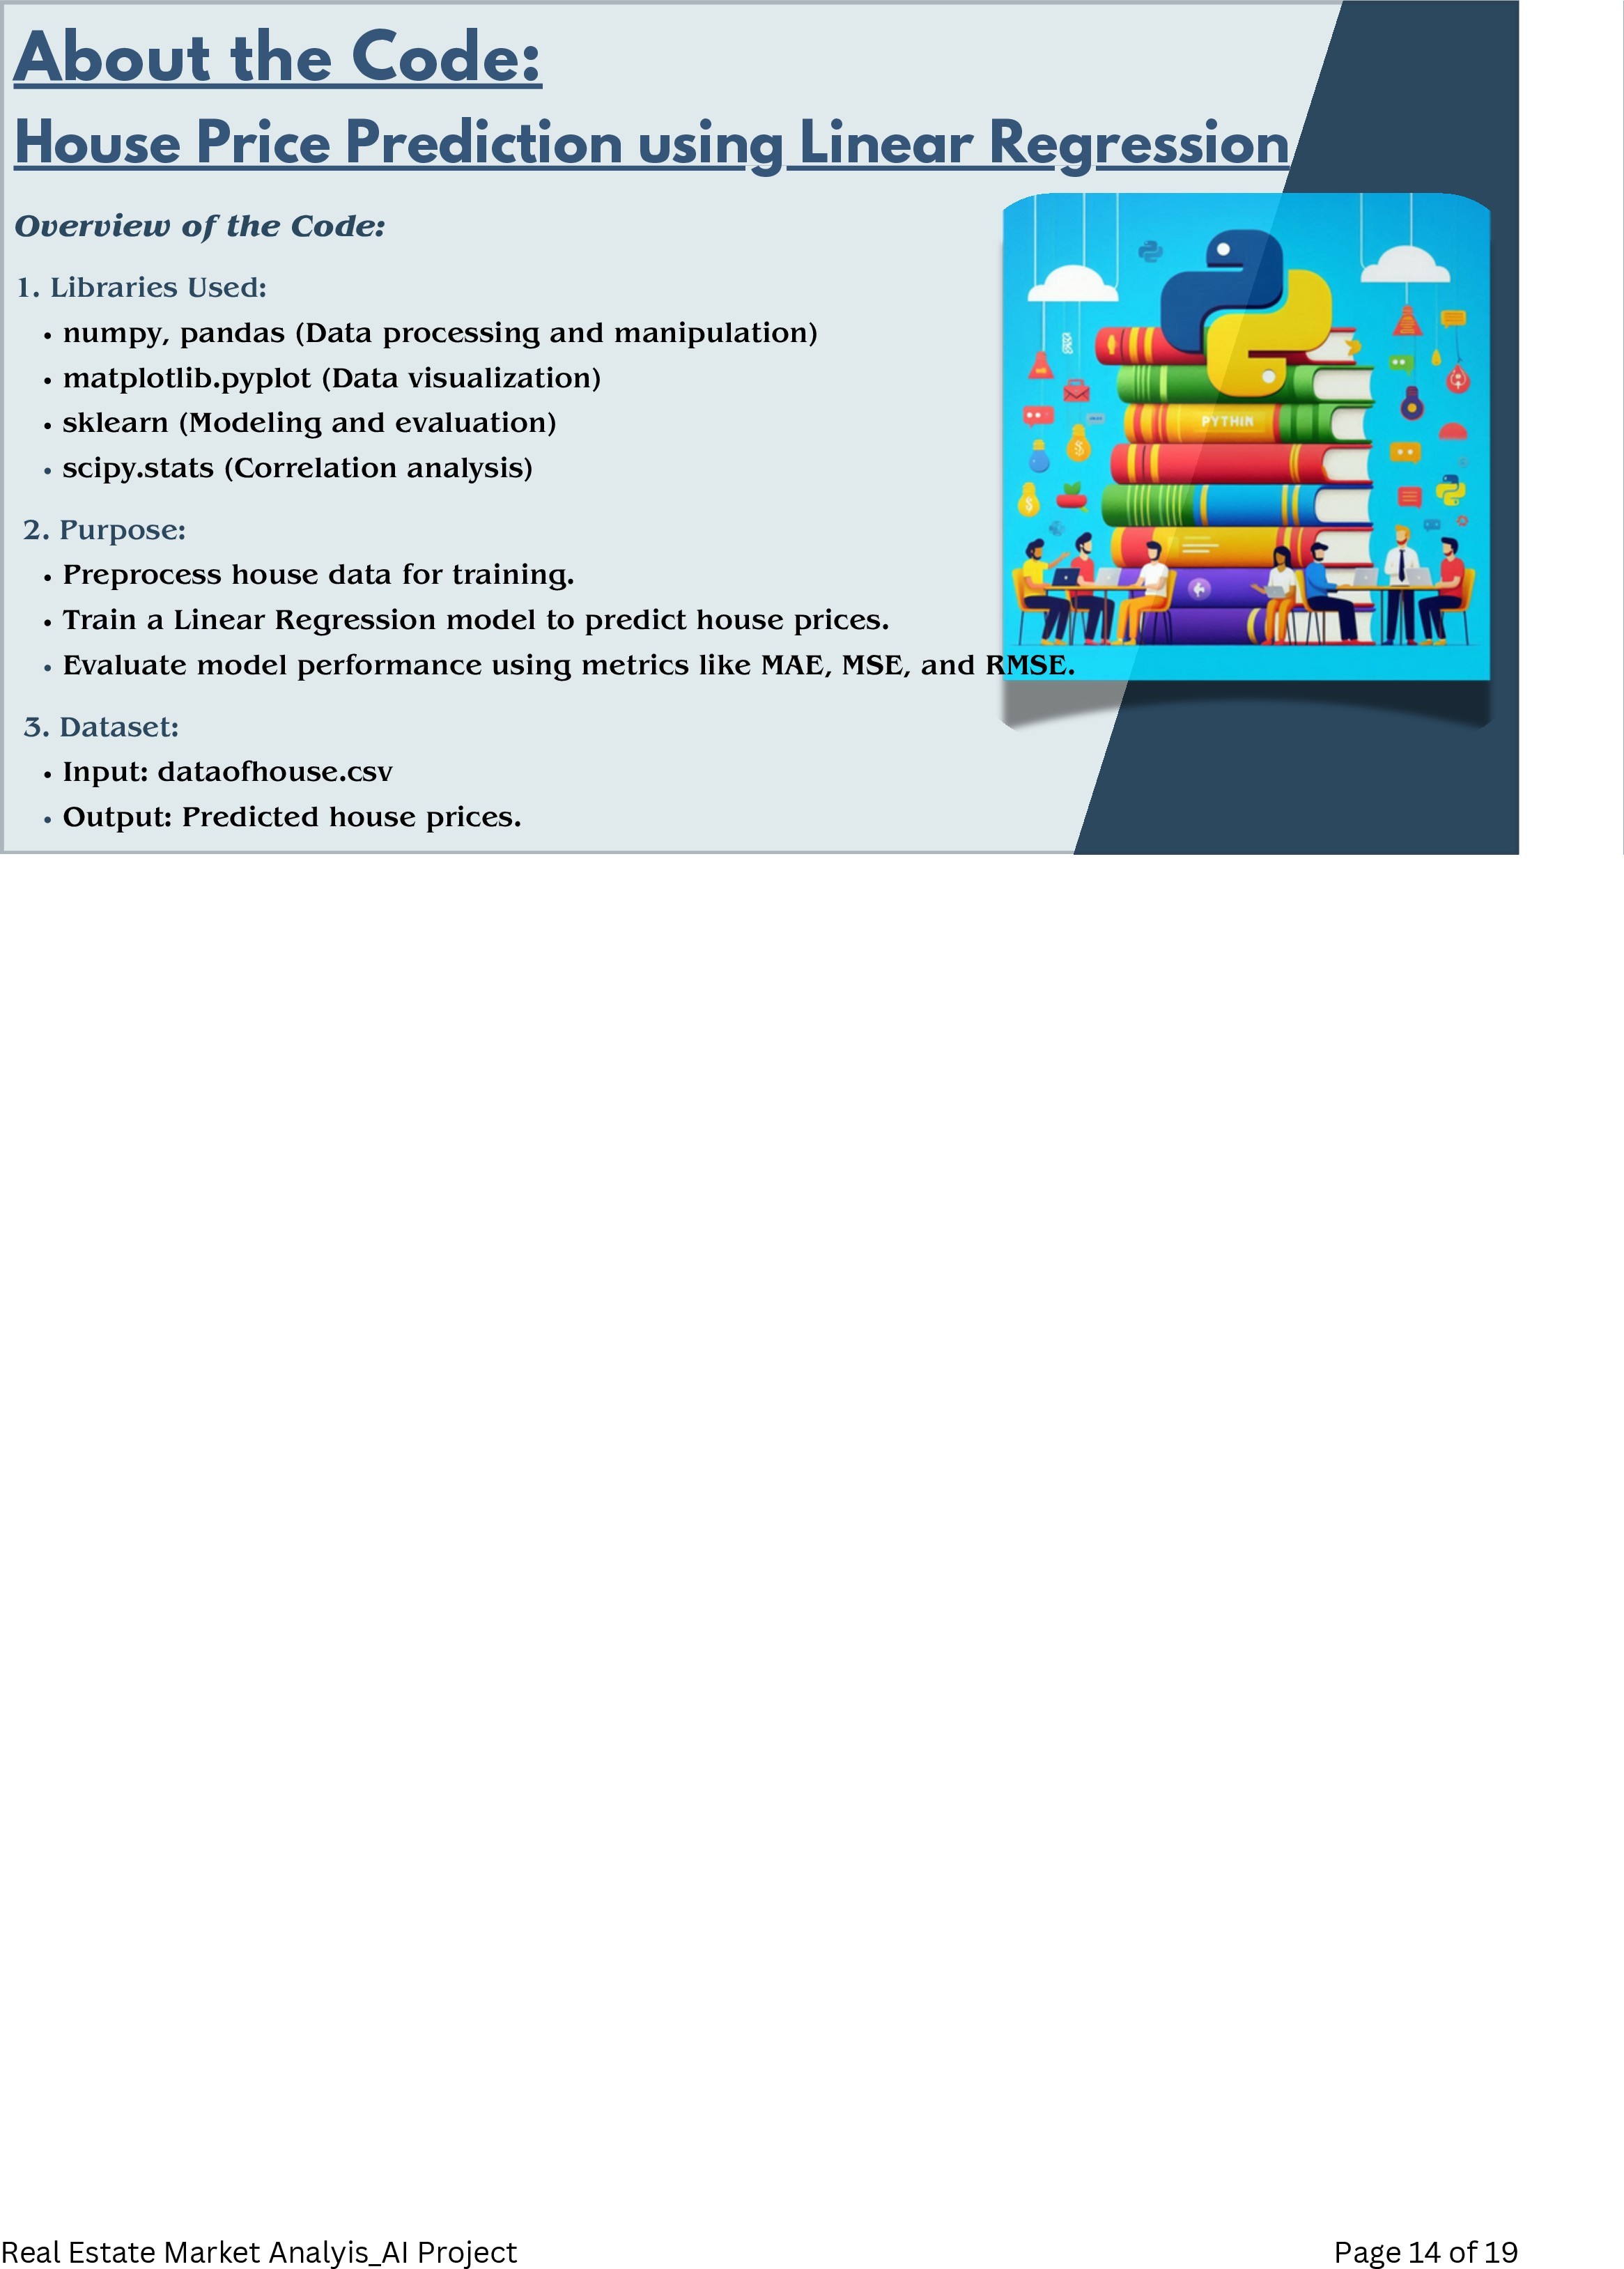 About the Code:
House Price Prediction using Linear Regression
Overview of the Code:
1. Libraries Used:
• numpy, pandas (Data processing and manipulation)
• matplotlib.pyplot (Data visualization)
• sklearn (Modeling and evaluation)
• scipy.stats (Correlation analysis)
2. Purpose:
• Preprocess house data for training.
• Train a Linear Regression model to predict house prices.
• Evaluate model performance using metrics like MAE, MSE, and RMSE.
3. Dataset:
• Input: dataofhouse.csv
• Output: Predicted house prices.
PYTHIN
Real Estate Market Analyis_AI Project
Page 14 of 19